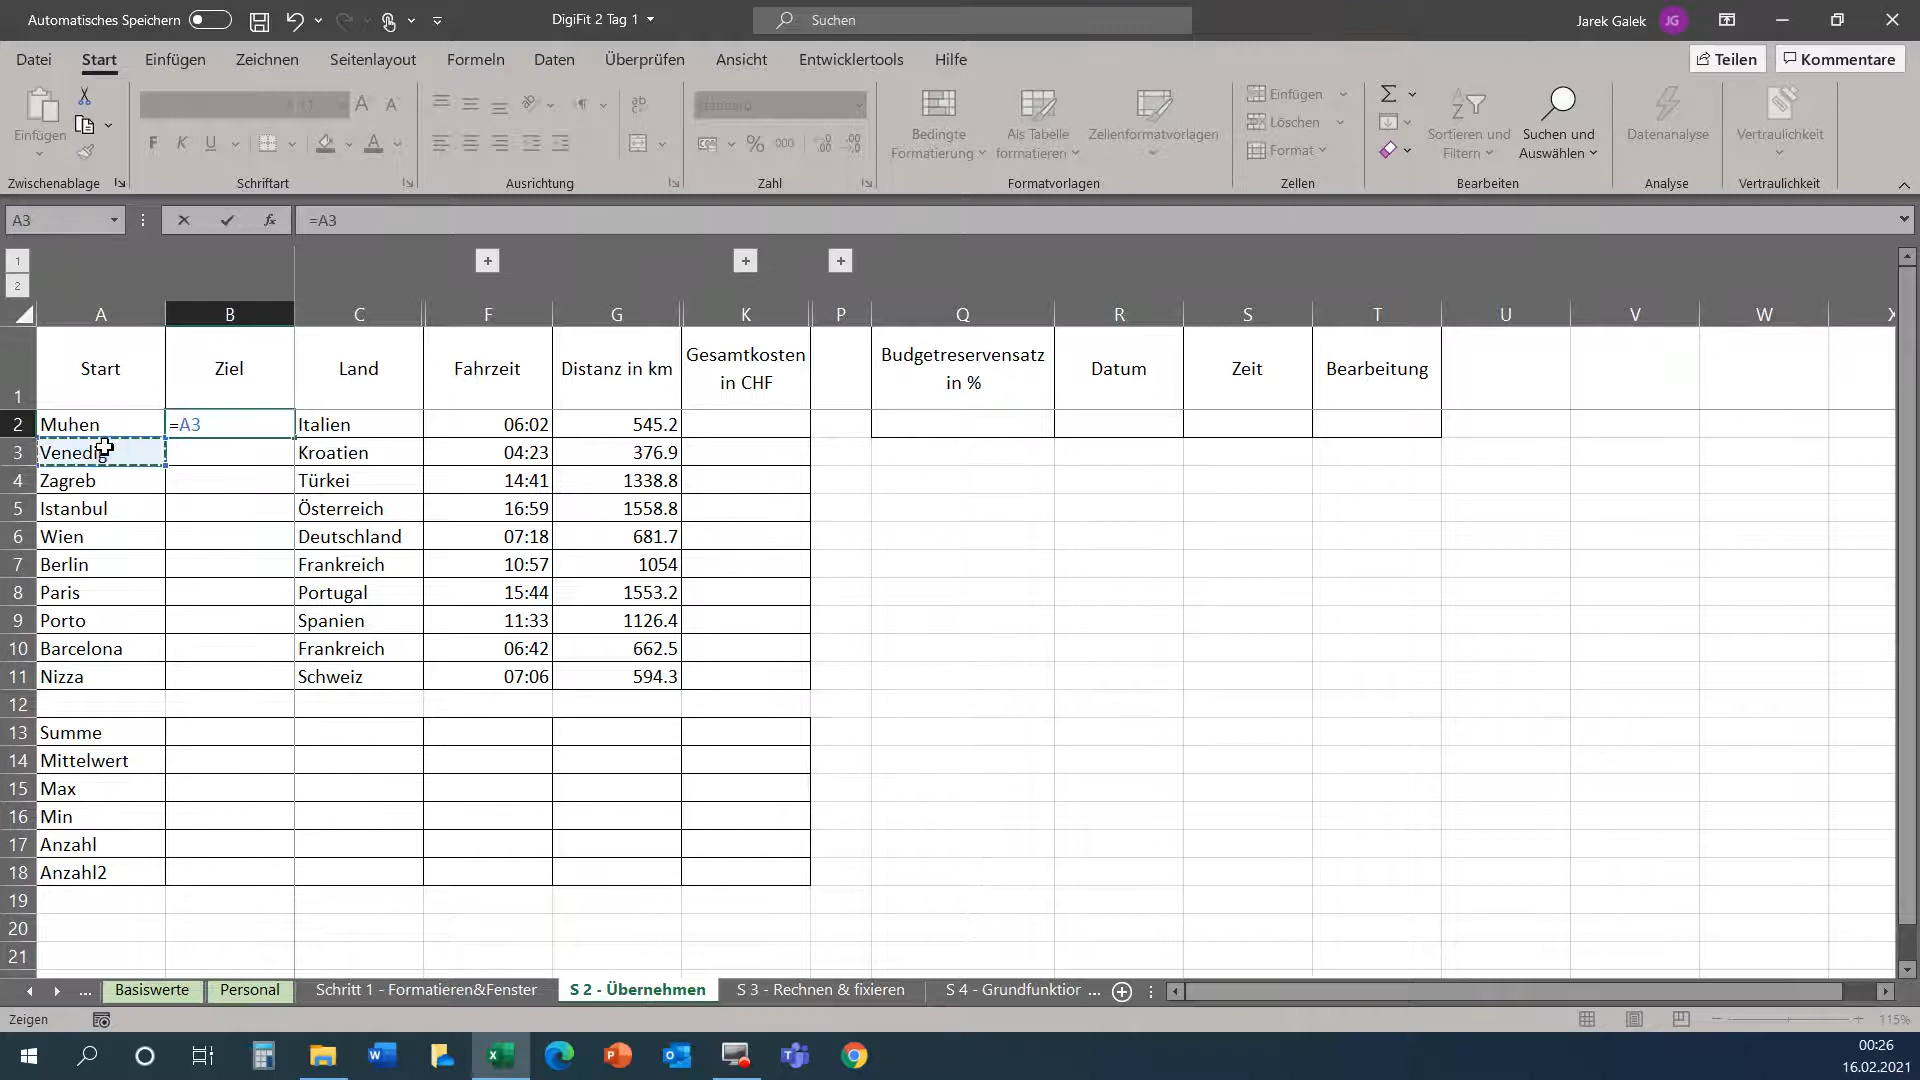 Automatisches Speichern
DigiFit 2 Tag 1
Suchen
Jarek Galek
JG
Datei Start Einfügen Zeichnen Seitenlayout Formeln Daten Überprüfen Ansicht Entwicklertools Hilfe
Teilen
Kommentare
Einfügen
F K U
000
Bedingte
Formatierung
Als Tabelle
formatieren
Zellenformatvorlagen
Einfügen
Löschen
Format
Sortieren und
Filtern
Suchen und
Auswählen
Datenanalyse
Vertraulichkeit
Zwischenablage Schriftart Ausrichtung Zahl Formatvorlagen Zellen Bearbeiten Analyse Vertraulichkeit
A3 fx =A3
1
2
A B C F G K P Q R S T U V W X
1 Start Ziel Land Fahrzeit Distanz in km Gesamtkosten in CHF Budgetreservensatz in % Datum Zeit Bearbeitung
2 Muhen =A3 Italien 06:02 545.2
3 Venedig Kroatien 04:23 376.9
4 Zagreb Türkei 14:41 1338.8
5 Istanbul Österreich 16:59 1558.8
6 Wien Deutschland 07:18 681.7
7 Berlin Frankreich 10:57 1054
8 Paris Portugal 15:44 1553.2
9 Porto Spanien 11:33 1126.4
10 Barcelona Frankreich 06:42 662.5
11 Nizza Schweiz 07:06 594.3
12
13 Summe
14 Mittelwert
15 Max
16 Min
17 Anzahl
18 Anzahl2
19
20
21
... Basiswerte Personal Schritt 1 - Formatieren&Fenster S 2 - Übernehmen S 3 - Rechnen & fixieren S 4 - Grundfunktior ...
Zeigen
115%
00:26
16.02.2021